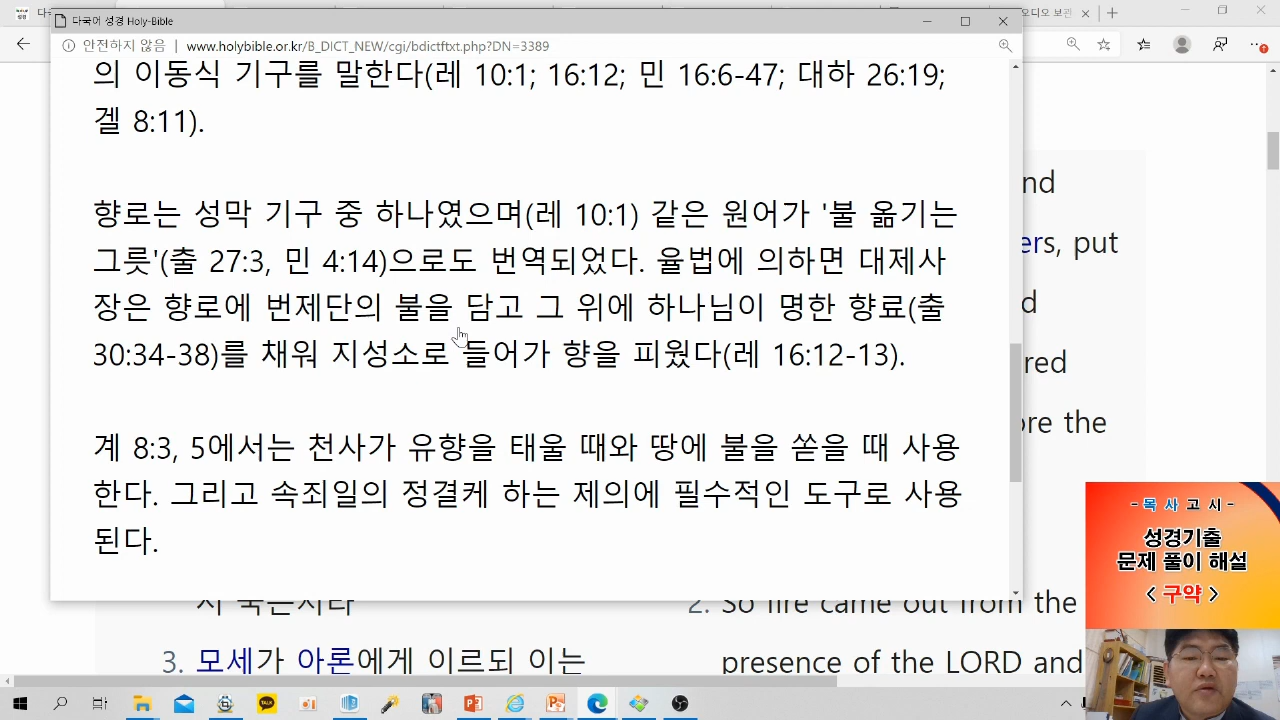 다국어 성경 Holy-Bible
안전하지 않음 | www.holybible.or.kr/B_DICT_NEW/cgi/bdictftxt.php?DN=3389
의 이동식 기구를 말한다(레 10:1; 16:12; 민 16:6-47; 대하 26:19;
겔 8:11).
향로는 성막 기구 중 하나였으며(레 10:1) 같은 원어가 '불 옮기는
그릇'(출 27:3, 민 4:14)으로도 번역되었다. 율법에 의하면 대제사
장은 향로에 번제단의 불을 담고 그 위에 하나님이 명한 향료(출
30:34-38)를 채워 지성소로 들어가 향을 피웠다(레 16:12-13).
계 8:3, 5에서는 천사가 유향을 태울 때와 땅에 불을 쏟을 때 사용
한다. 그리고 속죄일의 정결케 하는 제의에 필수적인 도구로 사용
된다.
put
red
the
2. So fire came out from the
3. 모세가 아론에게 이르되 이는
presence of the LORD and
- 목 사 고 시 -
성경기출
문제 풀이 해설
< 구약 >